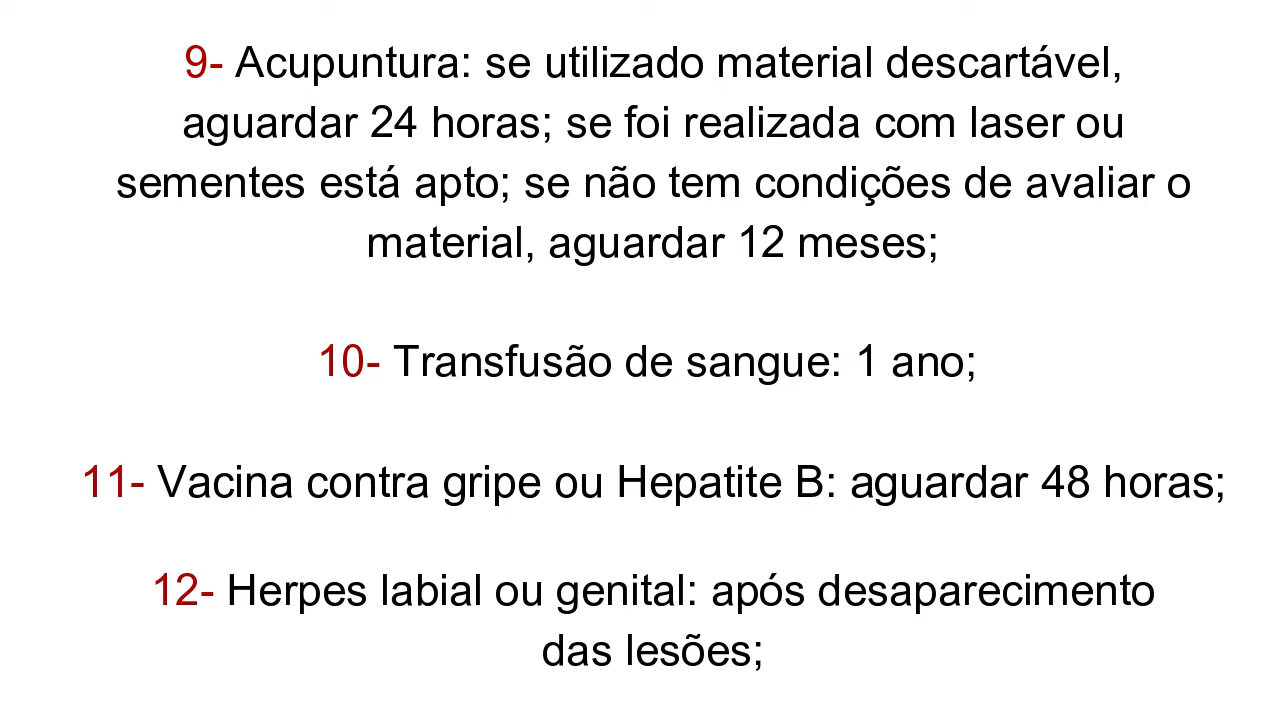 9- Acupuntura: se utilizado material descartável,
aguardar 24 horas; se foi realizada com laser ou
sementes está apto; se não tem condições de avaliar o
material, aguardar 12 meses;
10- Transfusão de sangue: 1 ano;
11- Vacina contra gripe ou Hepatite B: aguardar 48 horas;
12- Herpes labial ou genital: após desaparecimento
das lesões;